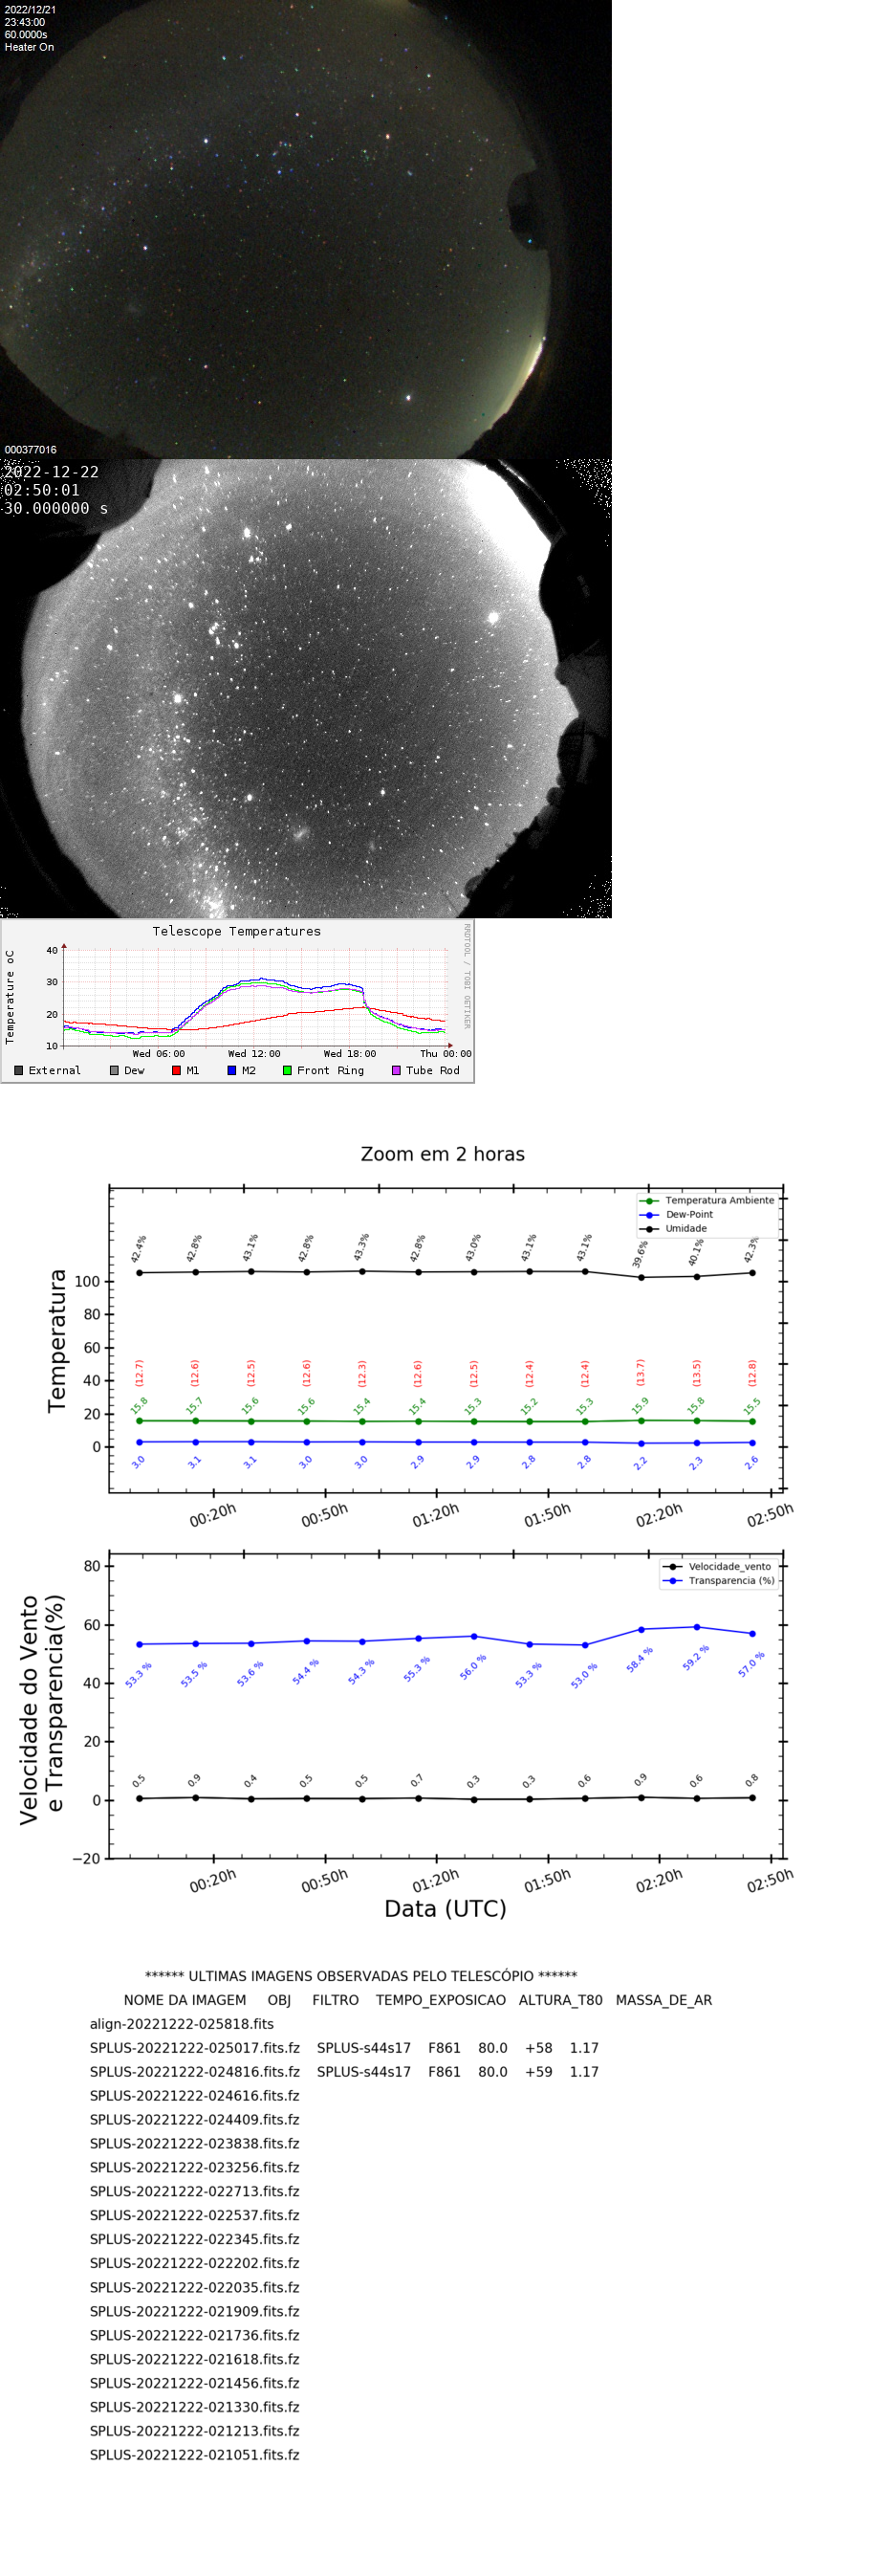 2022/12/21
23:43:00
60.0000s
Heater On
000377016
2022-12-22
02:50:01
30.000000 s
Telescope Temperatures
RRDTOOL / TOBI OETIKER
Temperature oC
40
30
20
10
Wed 06:00 Wed 12:00 Wed 18:00 Thu 00:00
External Dew M1 M2 Front Ring Tube Rod
Zoom em 2 horas
Temperatura Ambiente
Dew-Point
Umidade
Temperatura
100
80
60
40
20
0
42.4% 42.8% 43.1% 42.8% 43.3% 42.8% 43.0% 43.1% 43.1% 39.6% 40.1% 42.3%
(12.7) (12.6) (12.5) (12.6) (12.3) (12.6) (12.5) (12.4) (12.4) (13.7) (13.5) (12.8)
15.8 15.7 15.6 15.6 15.4 15.4 15.3 15.2 15.3 15.9 15.8 15.5
3.0 3.1 3.1 3.0 3.0 2.9 2.9 2.8 2.8 2.2 2.3 2.6
00:20h 00:50h 01:20h 01:50h 02:20h 02:50h
Velocidade_vento
Transparencia (%)
Velocidade do Vento
e Transparencia(%)
80
60
40
20
0
−20
53.3 % 53.5 % 53.6 % 54.4 % 54.3 % 55.3 % 56.0 % 53.3 % 53.0 % 58.4 % 59.2 % 57.0 %
0.5 0.9 0.4 0.5 0.5 0.7 0.3 0.3 0.6 0.9 0.6 0.8
00:20h 00:50h 01:20h 01:50h 02:20h 02:50h
Data (UTC)
****** ULTIMAS IMAGENS OBSERVADAS PELO TELESCÓPIO ******
NOME DA IMAGEM OBJ FILTRO TEMPO_EXPOSICAO ALTURA_T80 MASSA_DE_AR
align-20221222-025818.fits
SPLUS-20221222-025017.fits.fz SPLUS-s44s17 F861 80.0 +58 1.17
SPLUS-20221222-024816.fits.fz SPLUS-s44s17 F861 80.0 +59 1.17
SPLUS-20221222-024616.fits.fz
SPLUS-20221222-024409.fits.fz
SPLUS-20221222-023838.fits.fz
SPLUS-20221222-023256.fits.fz
SPLUS-20221222-022713.fits.fz
SPLUS-20221222-022537.fits.fz
SPLUS-20221222-022345.fits.fz
SPLUS-20221222-022202.fits.fz
SPLUS-20221222-022035.fits.fz
SPLUS-20221222-021909.fits.fz
SPLUS-20221222-021736.fits.fz
SPLUS-20221222-021618.fits.fz
SPLUS-20221222-021456.fits.fz
SPLUS-20221222-021330.fits.fz
SPLUS-20221222-021213.fits.fz
SPLUS-20221222-021051.fits.fz